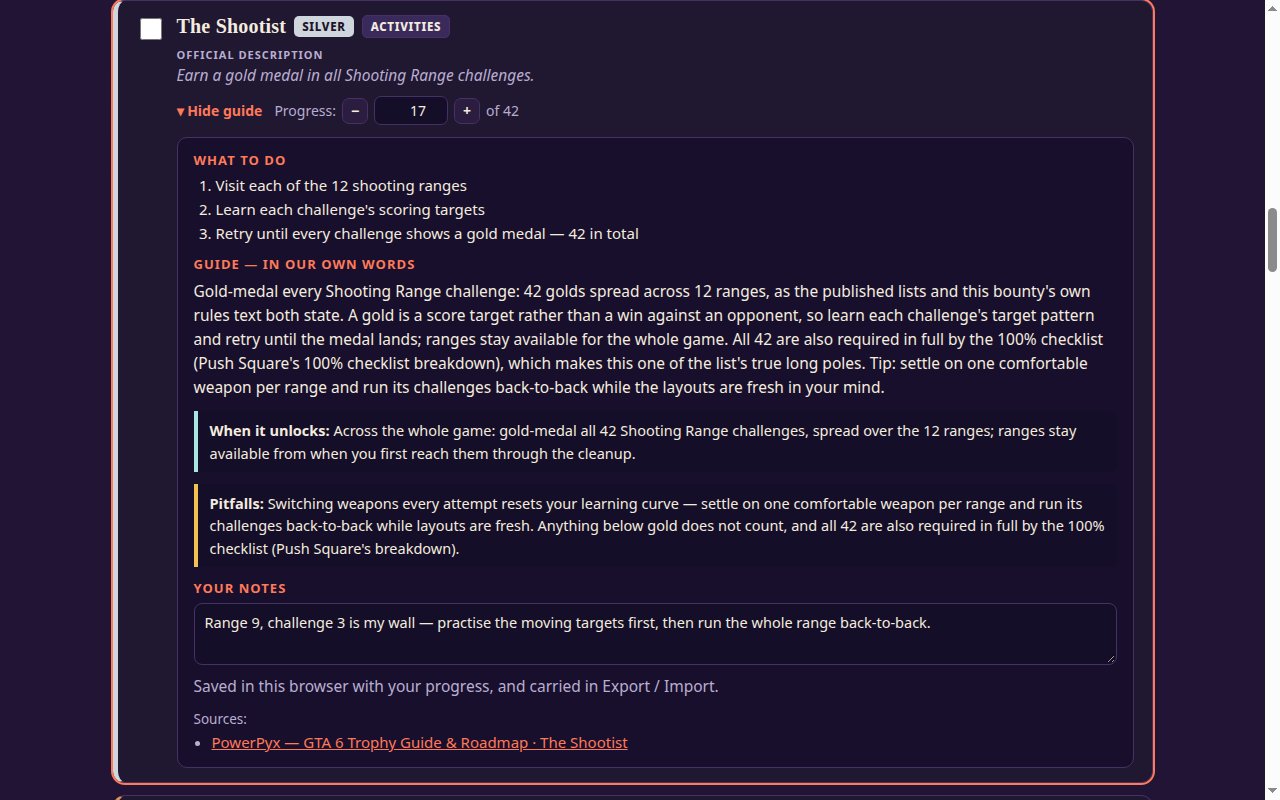 The Shootist SILVER ACTIVITIES
OFFICIAL DESCRIPTION
Earn a gold medal in all Shooting Range challenges.
▾ Hide guide Progress: − 17 + of 42
WHAT TO DO
1. Visit each of the 12 shooting ranges
2. Learn each challenge's scoring targets
3. Retry until every challenge shows a gold medal — 42 in total
GUIDE — IN OUR OWN WORDS
Gold-medal every Shooting Range challenge: 42 golds spread across 12 ranges, as the published lists and this bounty's own
rules text both state. A gold is a score target rather than a win against an opponent, so learn each challenge's target pattern
and retry until the medal lands; ranges stay available for the whole game. All 42 are also required in full by the 100% checklist
(Push Square's 100% checklist breakdown), which makes this one of the list's true long poles. Tip: settle on one comfortable
weapon per range and run its challenges back-to-back while the layouts are fresh in your mind.
When it unlocks: Across the whole game: gold-medal all 42 Shooting Range challenges, spread over the 12 ranges; ranges stay
available from when you first reach them through the cleanup.
Pitfalls: Switching weapons every attempt resets your learning curve — settle on one comfortable weapon per range and run its
challenges back-to-back while layouts are fresh. Anything below gold does not count, and all 42 are also required in full by the 100%
checklist (Push Square's breakdown).
YOUR NOTES
Range 9, challenge 3 is my wall — practise the moving targets first, then run the whole range back-to-back.
Saved in this browser with your progress, and carried in Export / Import.
Sources:
• PowerPyx — GTA 6 Trophy Guide & Roadmap · The Shootist